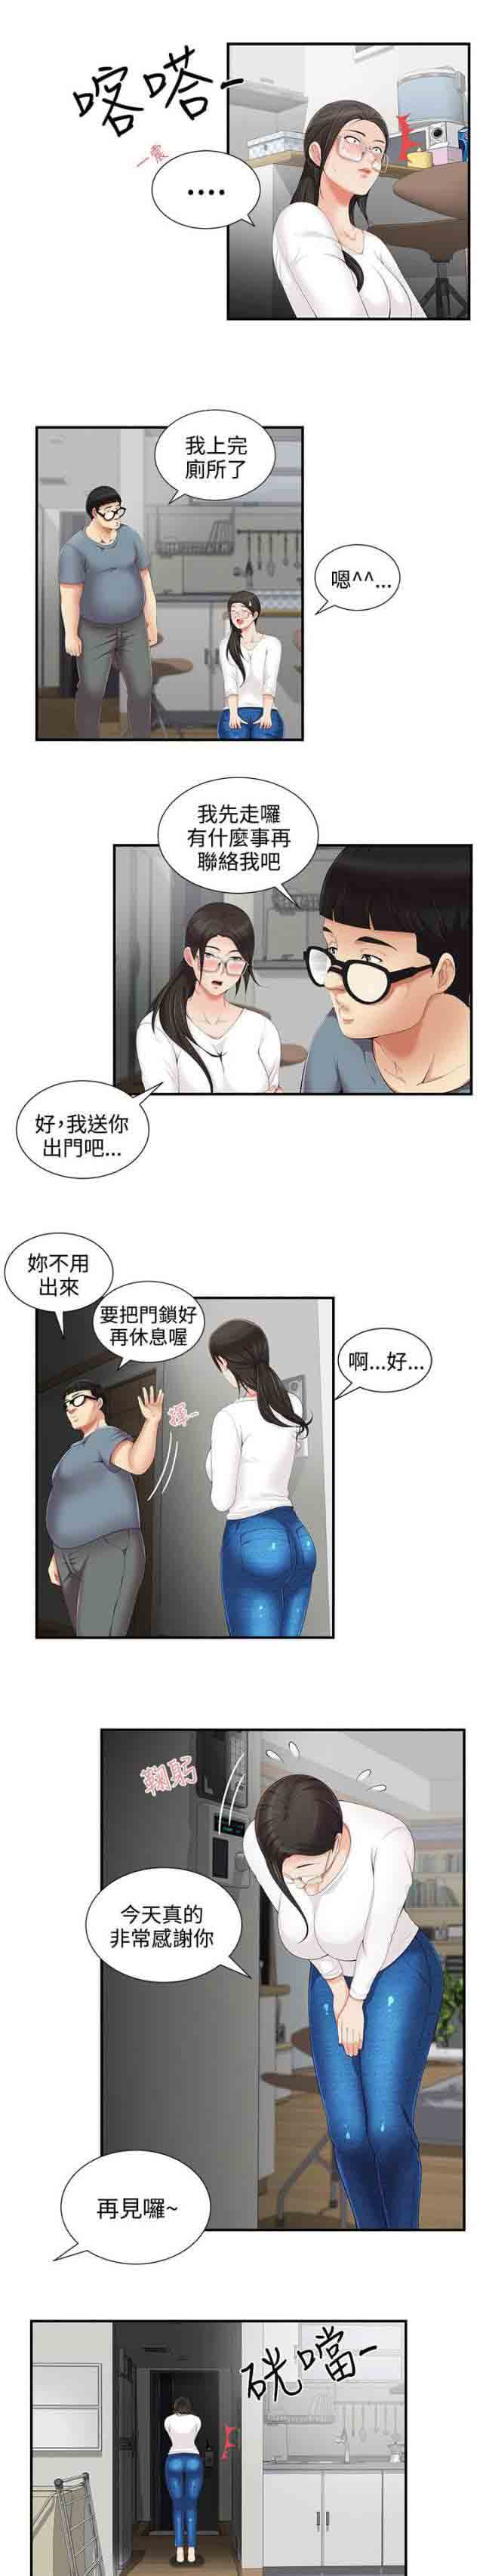 喀嗒-
一震
....
我上完
廁所了
嗯^^...
我先走囉
有什麼事再
聯絡我吧
好,我送你
出門吧...
妳不用
出來
要把門鎖好
再休息喔
揮~
啊...好...
鞠躬
今天真的
非常感謝你
再見囉~
硄噹-